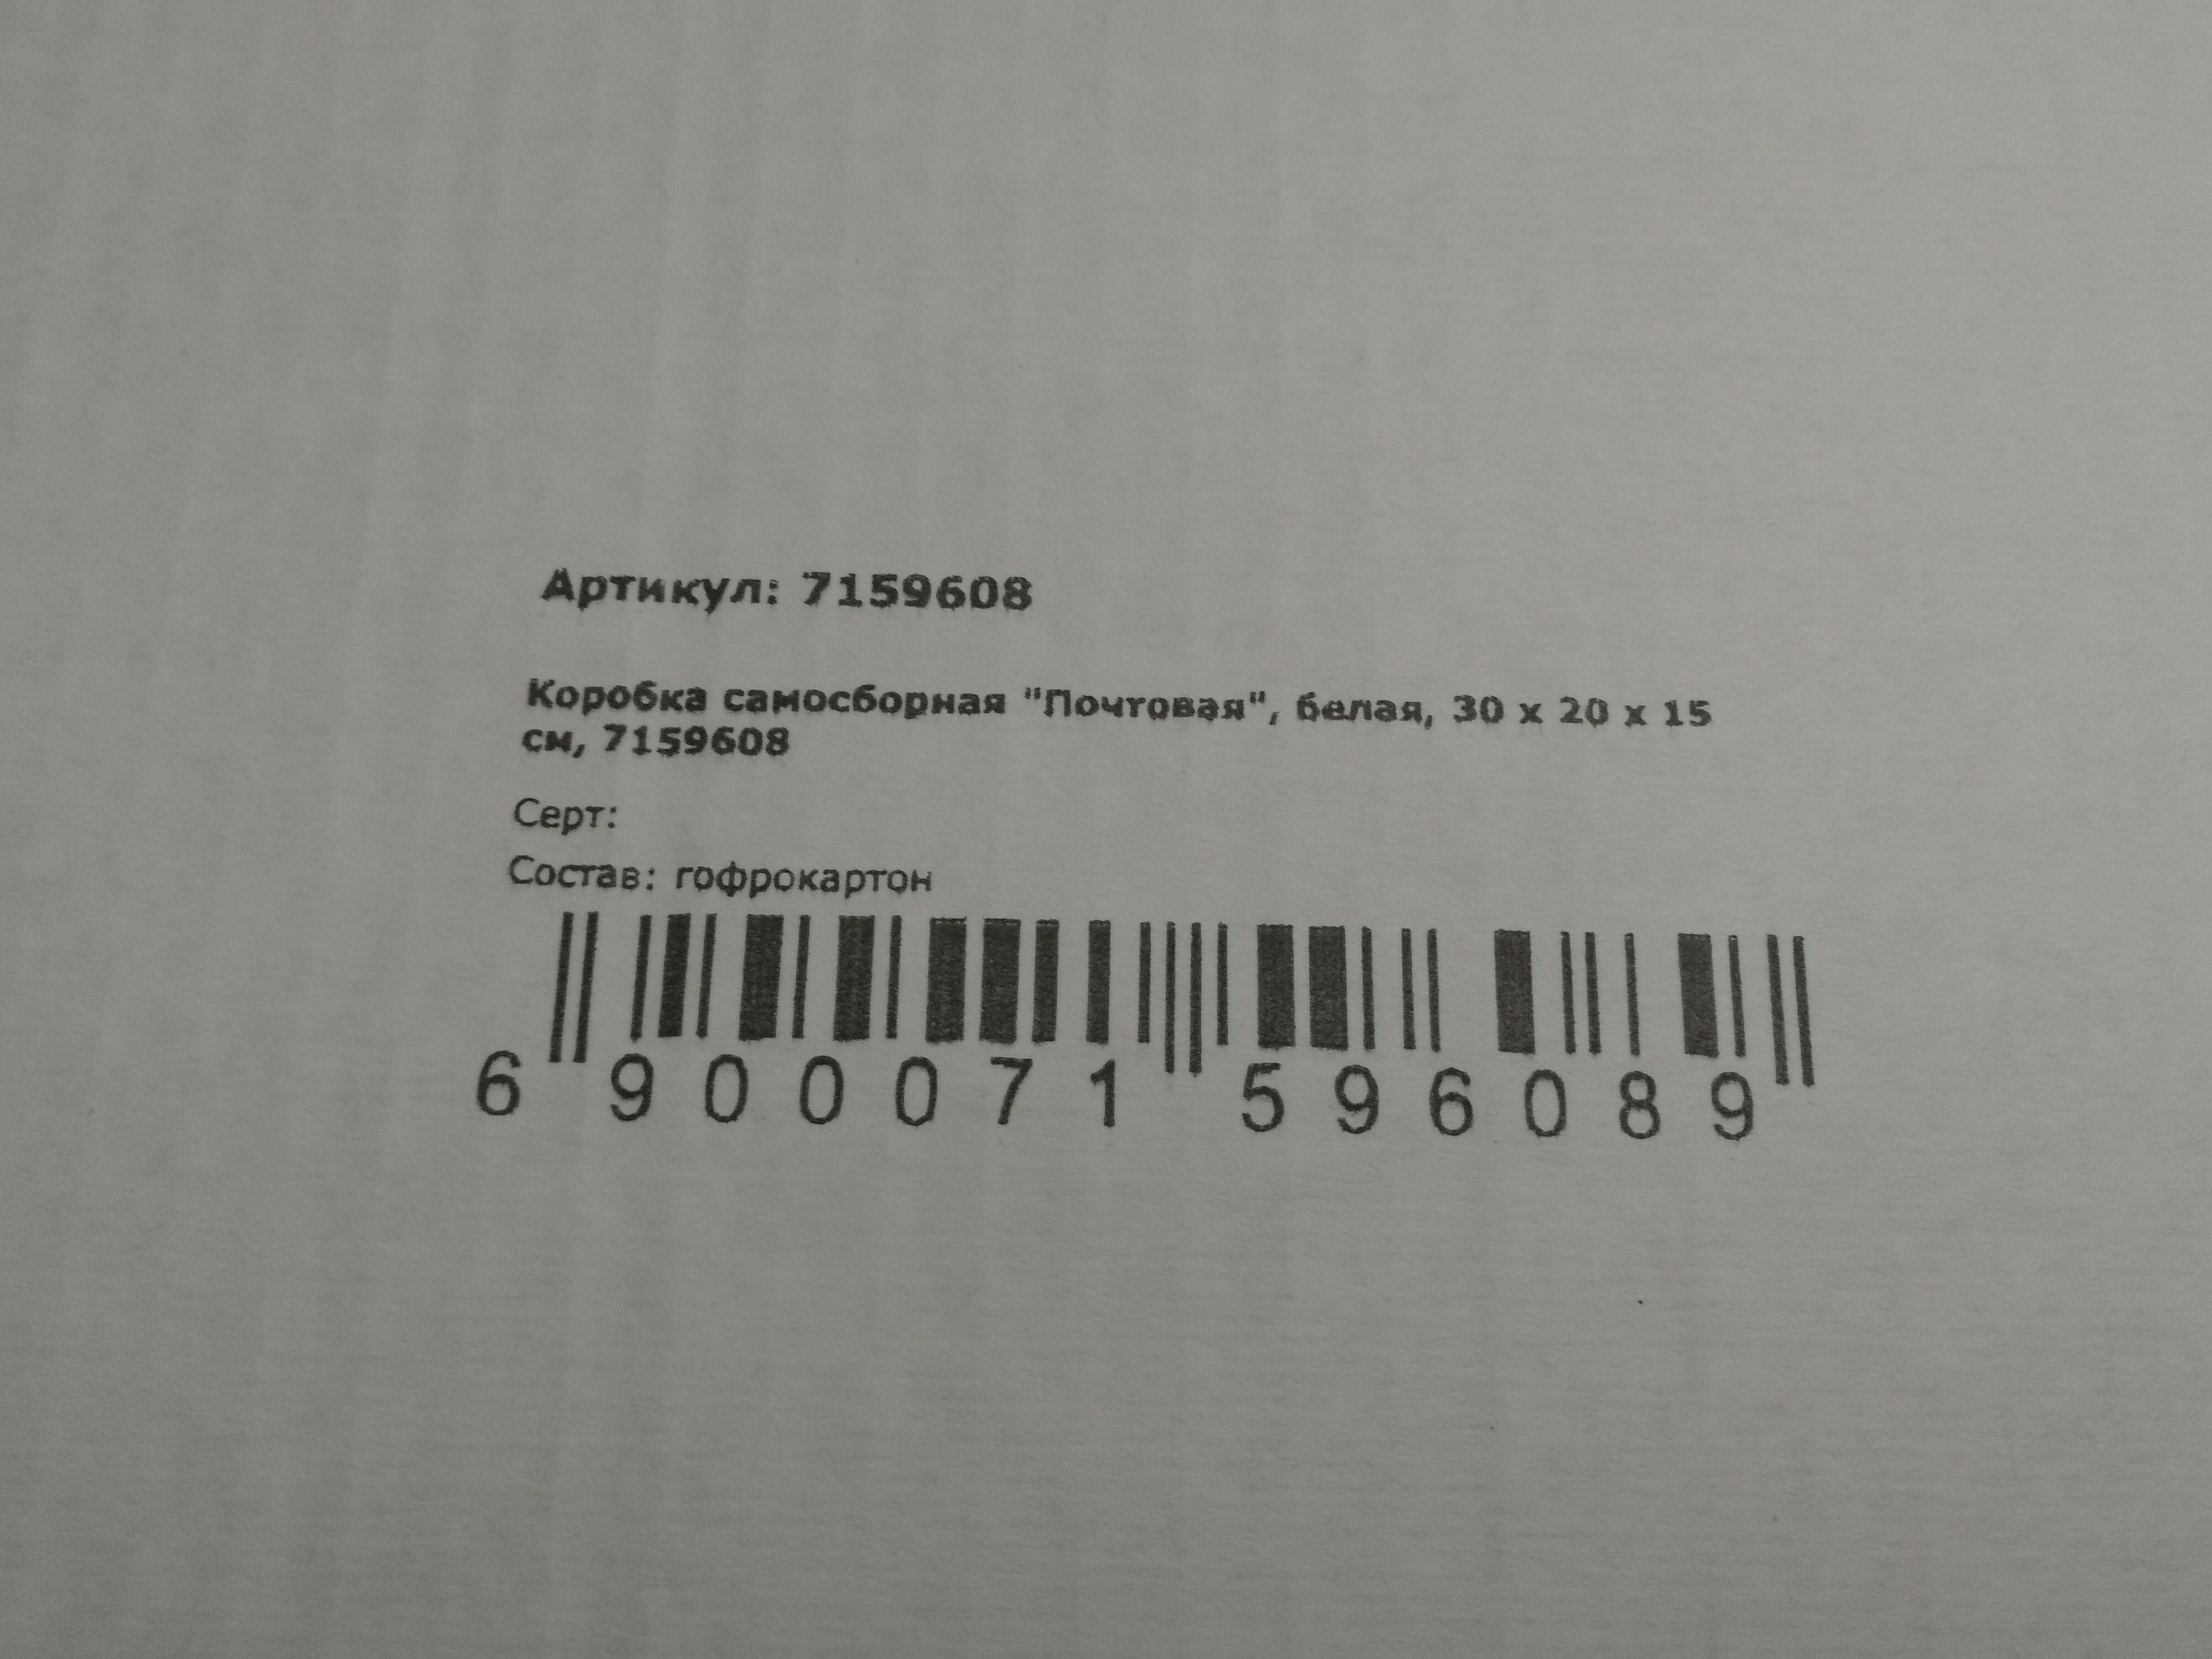 Артикул: 7159608
Коробка самосборная "Почтовая", белая, 30 x 20 x 15
см, 7159608
Серт:
Состав: гофрокартон
6 900071 596089